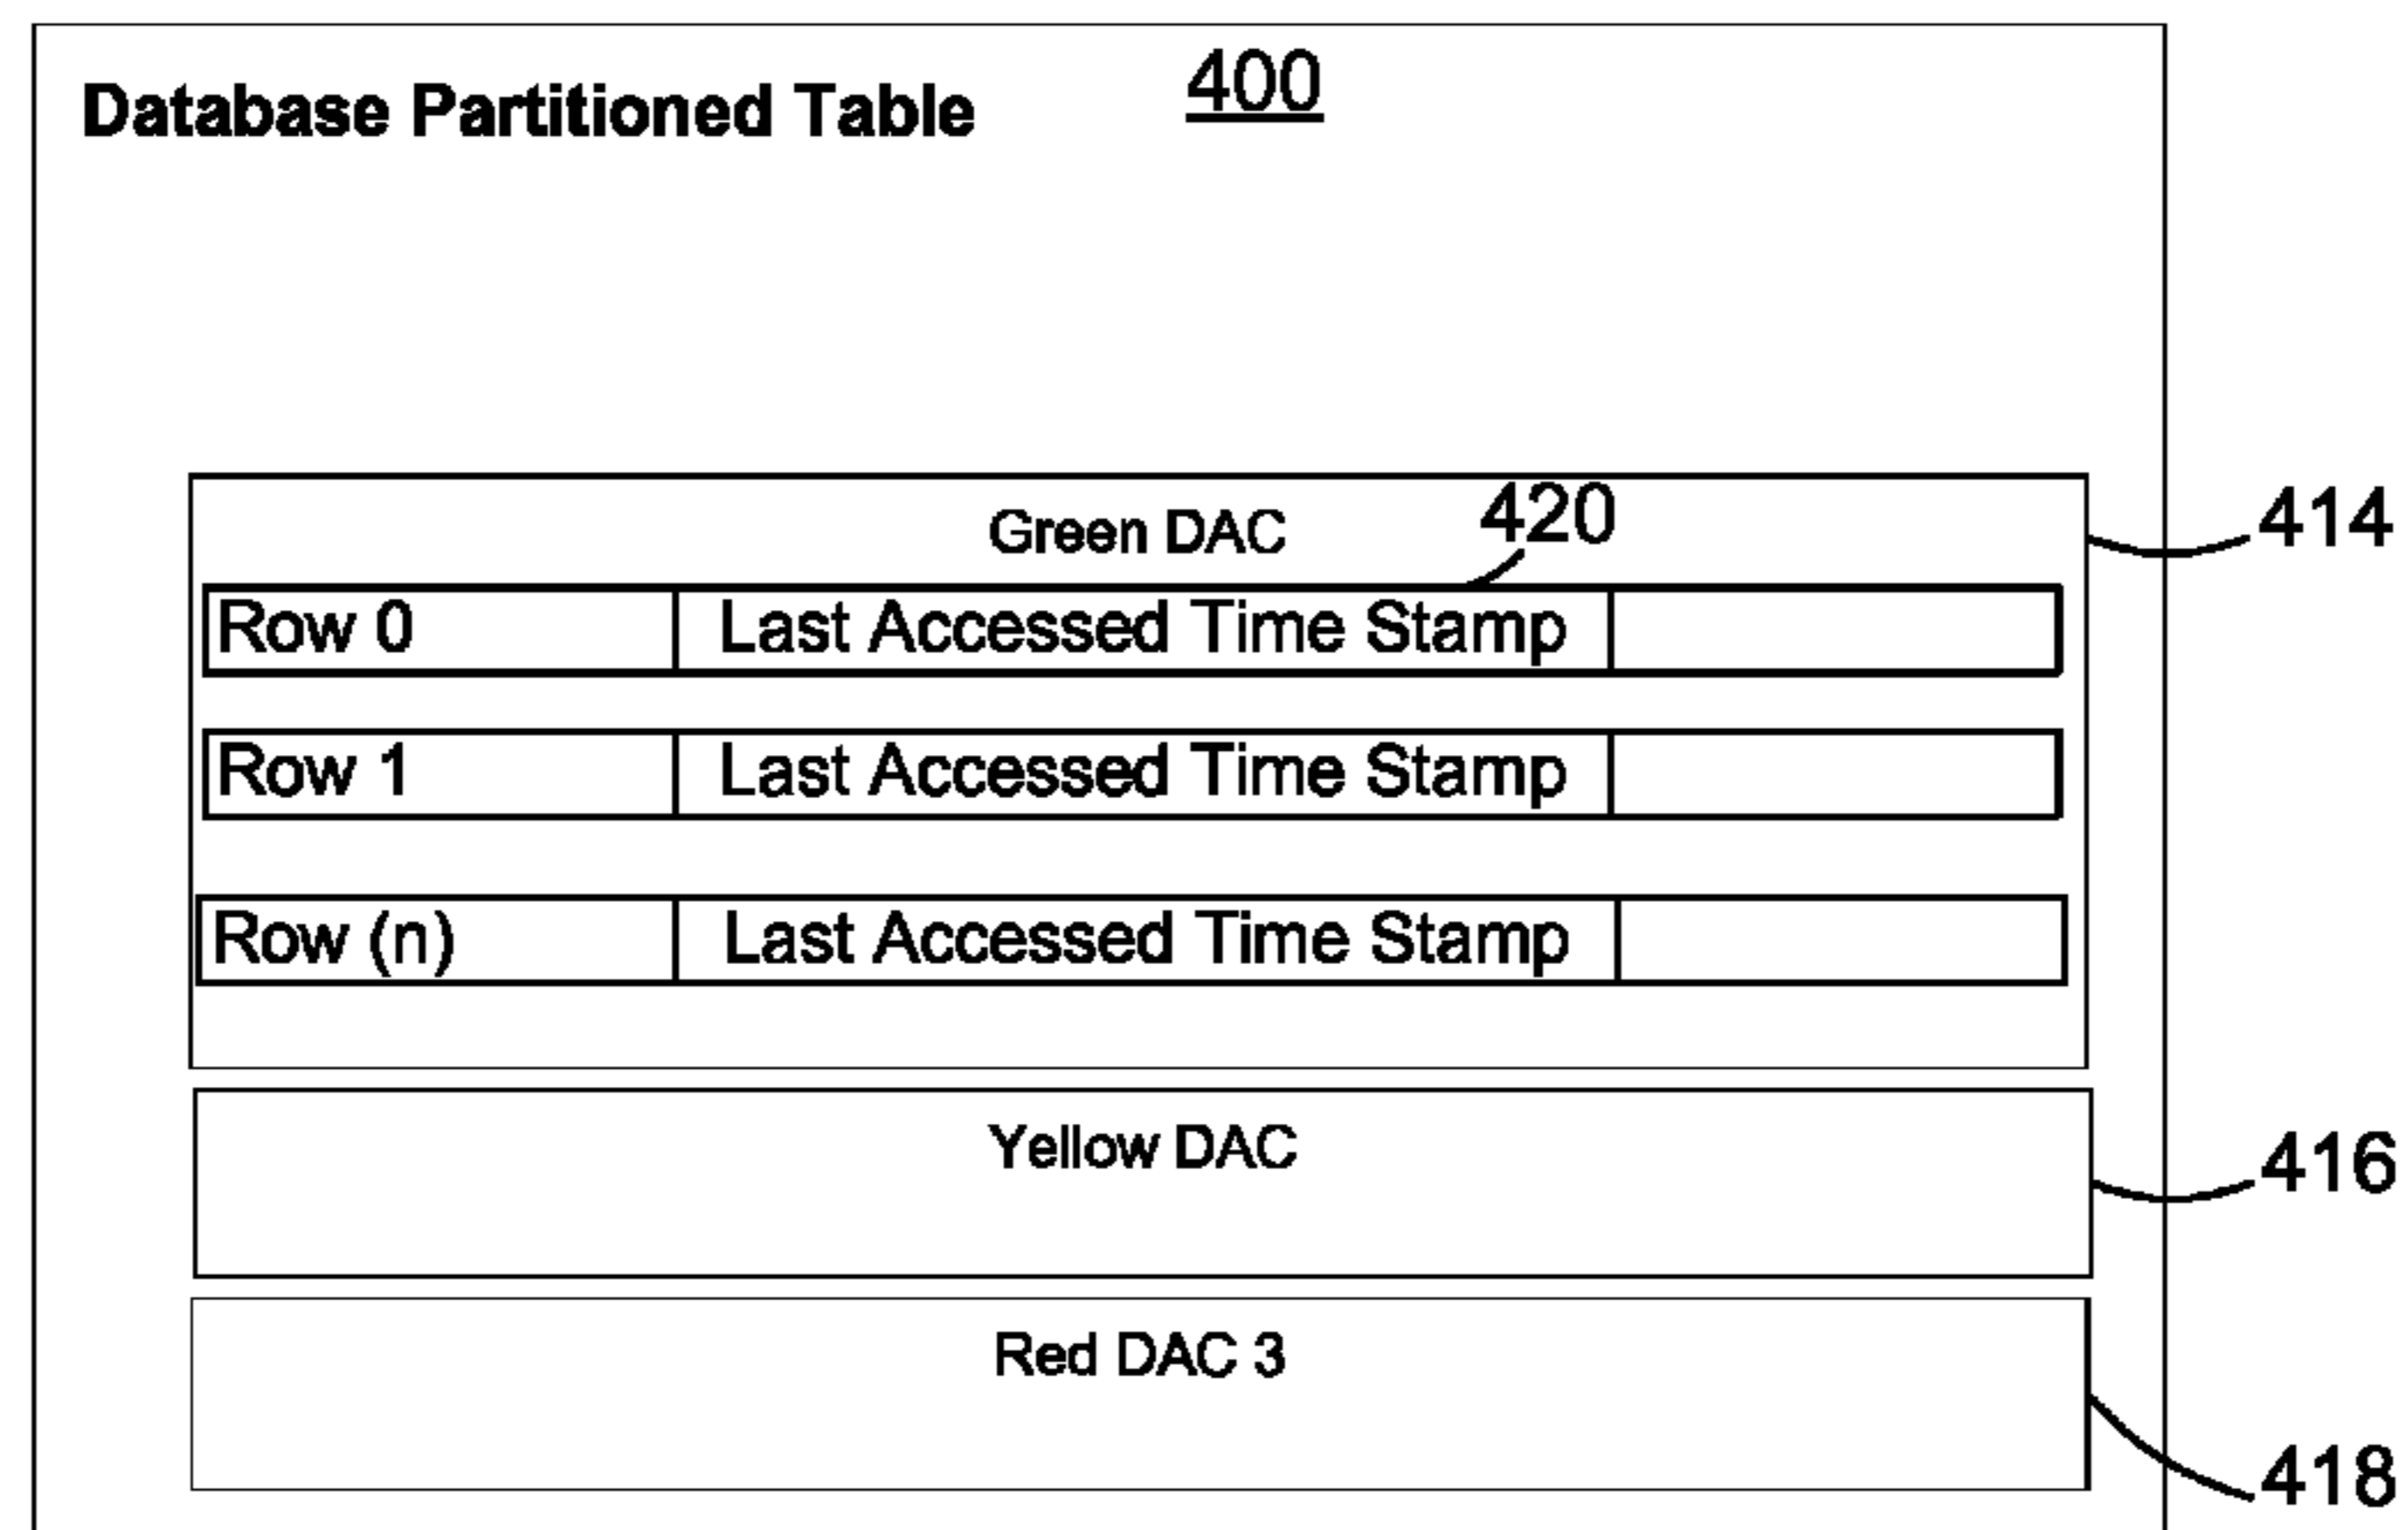 Database Partitioned Table 400
Green DAC 420 414
Row 0 Last Accessed Time Stamp
Row 1 Last Accessed Time Stamp
Row (n) Last Accessed Time Stamp
Yellow DAC 416
Red DAC 3
418